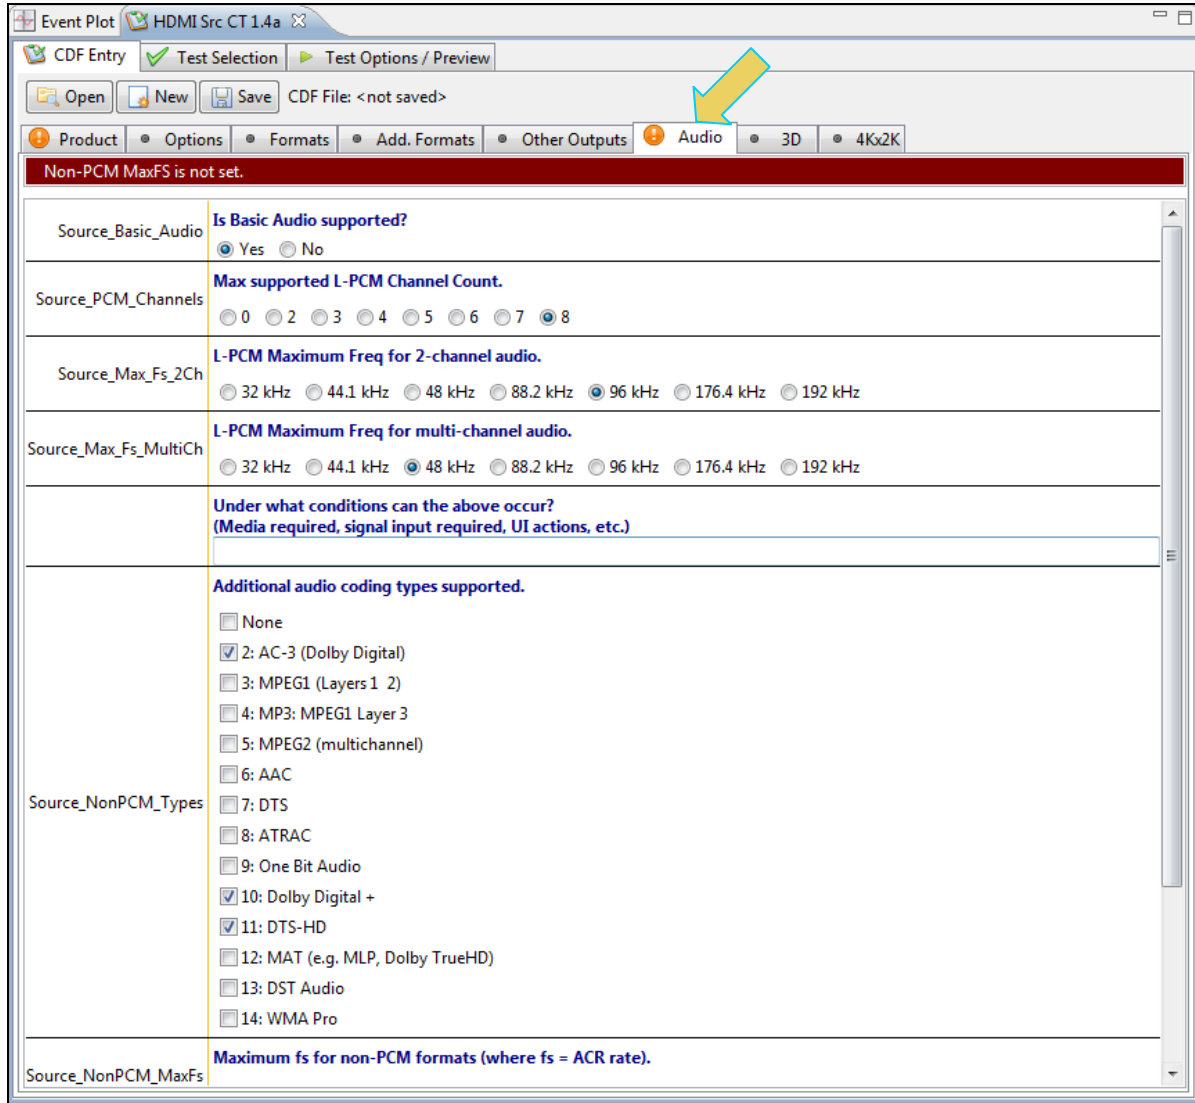 Event Plot HDMI Src CT 1.4a
CDF Entry Test Selection Test Options / Preview
Open New Save CDF File: <not saved>
Product Options Formats Add. Formats Other Outputs Audio 3D 4Kx2K
Non-PCM MaxFS is not set.
Source_Basic_Audio
Is Basic Audio supported?
Yes No
Source_PCM_Channels
Max supported L-PCM Channel Count.
0 2 3 4 5 6 7 8
Source_Max_Fs_2Ch
L-PCM Maximum Freq for 2-channel audio.
32 kHz 44.1 kHz 48 kHz 88.2 kHz 96 kHz 176.4 kHz 192 kHz
Source_Max_Fs_MultiCh
L-PCM Maximum Freq for multi-channel audio.
32 kHz 44.1 kHz 48 kHz 88.2 kHz 96 kHz 176.4 kHz 192 kHz
Under what conditions can the above occur?
(Media required, signal input required, UI actions, etc.)
Additional audio coding types supported.
None
2: AC-3 (Dolby Digital)
3: MPEG1 (Layers 1 2)
4: MP3: MPEG1 Layer 3
5: MPEG2 (multichannel)
6: AAC
Source_NonPCM_Types
7: DTS
8: ATRAC
9: One Bit Audio
10: Dolby Digital +
11: DTS-HD
12: MAT (e.g. MLP, Dolby TrueHD)
13: DST Audio
14: WMA Pro
Maximum fs for non-PCM formats (where fs = ACR rate).
Source_NonPCM_MaxFs